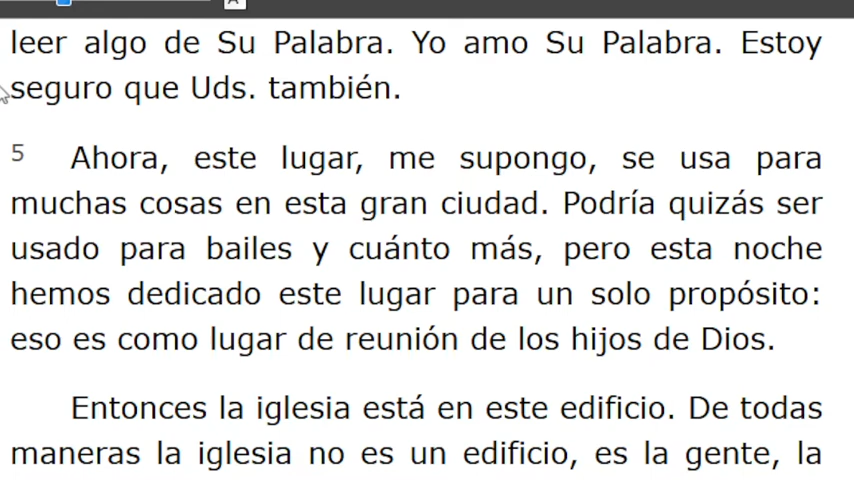 leer algo de Su Palabra. Yo amo Su Palabra. Estoy
seguro que Uds. también.
5 Ahora, este lugar, me supongo, se usa para
muchas cosas en esta gran ciudad. Podría quizás ser
usado para bailes y cuánto más, pero esta noche
hemos dedicado este lugar para un solo propósito:
eso es como lugar de reunión de los hijos de Dios.
Entonces la iglesia está en este edificio. De todas
maneras la iglesia no es un edificio, es la gente, la